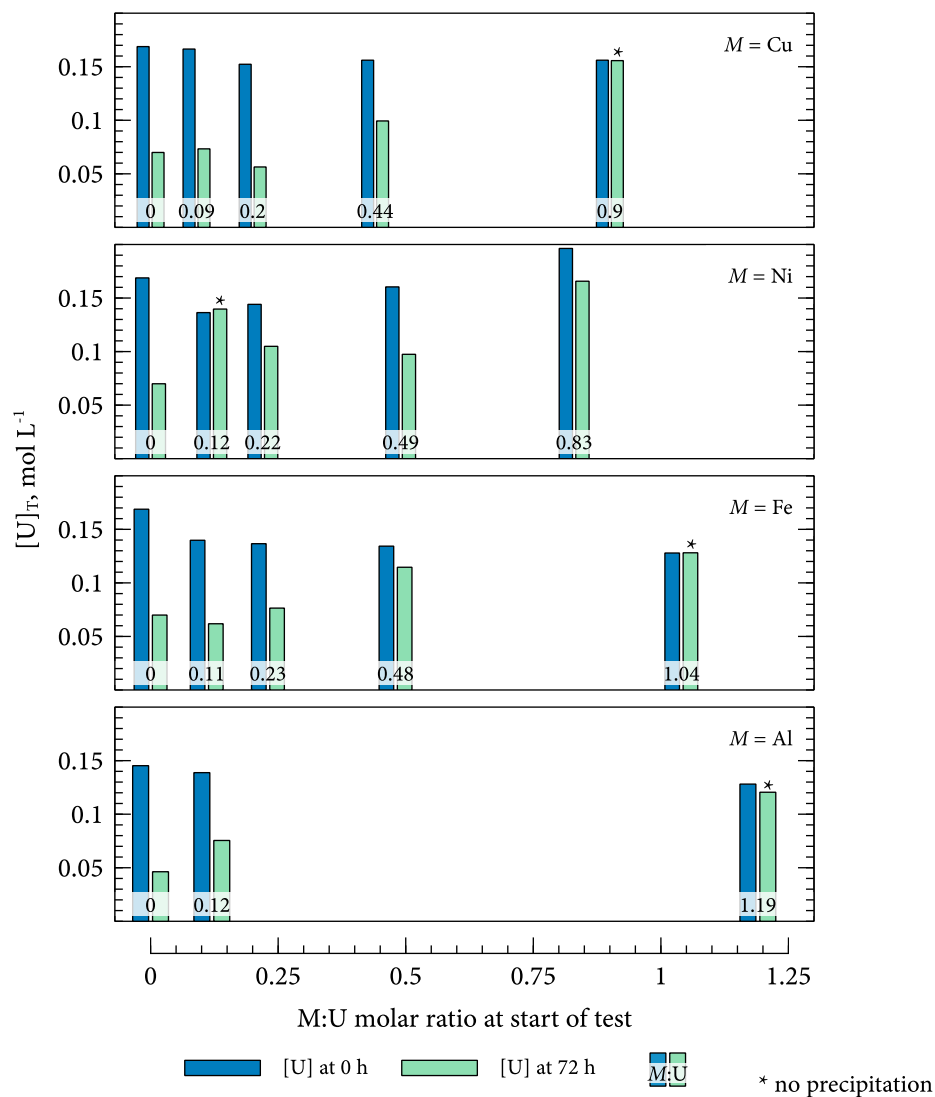 M = Cu
0.15
0.1
0.05
*
0 0.09 0.2 0.44 0.9
M = Ni
0.15
0.1
0.05
*
0 0.12 0.22 0.49 0.83
M = Fe
0.15
0.1
0.05
*
0 0.11 0.23 0.48 1.04
M = Al
0.15
0.1
0.05
*
0 0.12 1.19
[U]T, mol L-1
0 0.25 0.5 0.75 1 1.25
M:U molar ratio at start of test
[U] at 0 h [U] at 72 h M:U * no precipitation